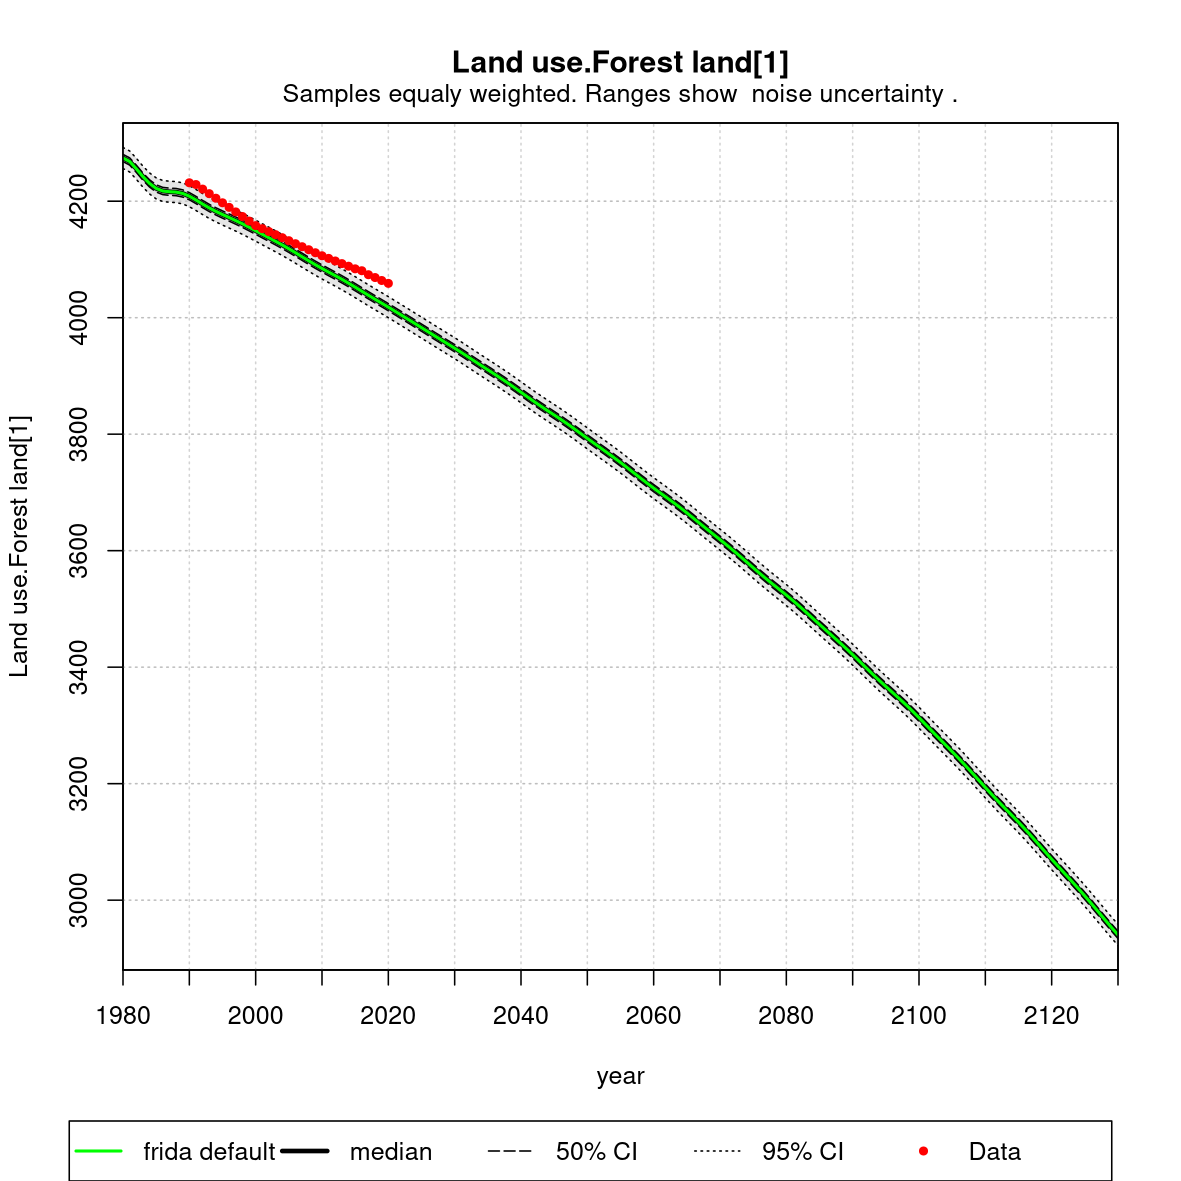 Land use.Forest land[1]
Samples equaly weighted. Ranges show  noise uncertainty .
Land use.Forest land[1]
4200
4000
3800
3600
3400
3200
3000
1980 2000 2020 2040 2060 2080 2100 2120
year
frida default median 50% CI 95% CI Data